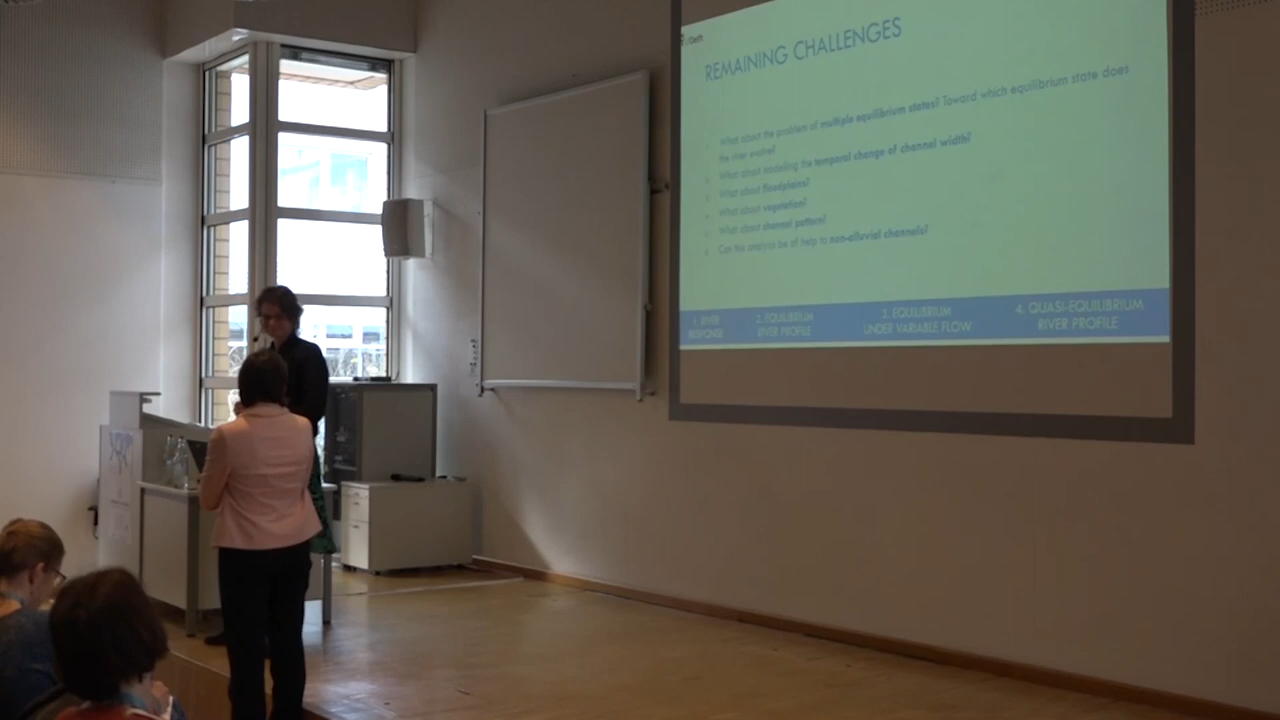 TUDelft
REMAINING CHALLENGES
What about the problem of multiple equilibrium states? Toward which equilibrium state does
the river evolve?
What about modelling the temporal change of channel width?
What about floodplains?
What about vegetation?
What about channel pattern?
Can this analysis be of help to non-alluvial channels?
1. RIVER
RESPONSE
2. EQUILIBRIUM
RIVER PROFILE
3. EQUILIBRIUM
UNDER VARIABLE FLOW
4. QUASI-EQUILIBRIUM
RIVER PROFILE